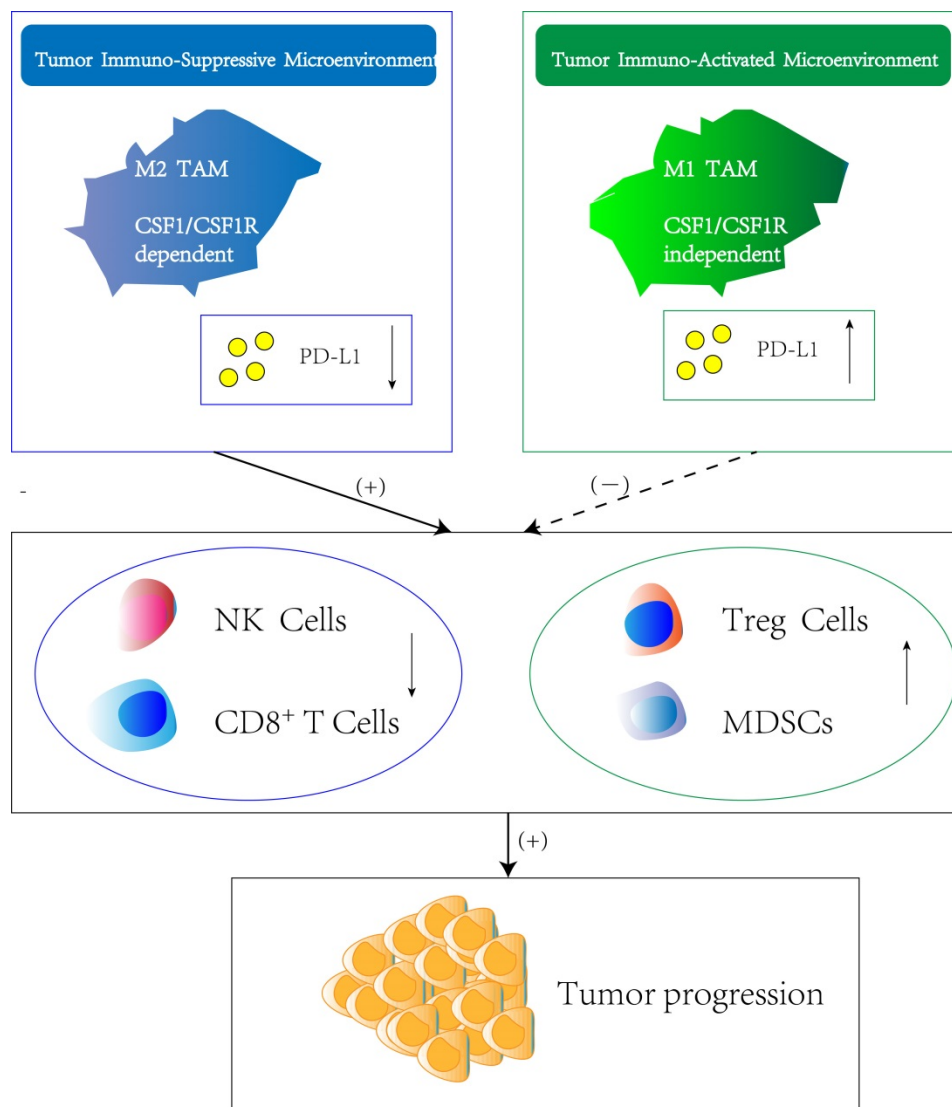 Tumor Immuno-Suppressive Microenvironment
Tumor Immuno-Activated Microenvironment
M2 TAM
CSF1/CSF1R
dependent
M1 TAM
CSF1/CSF1R
independent
PD-L1
PD-L1
(+)
(—)
-
NK Cells
CD8⁺ T Cells
Treg Cells
MDSCs
(+)
Tumor progression